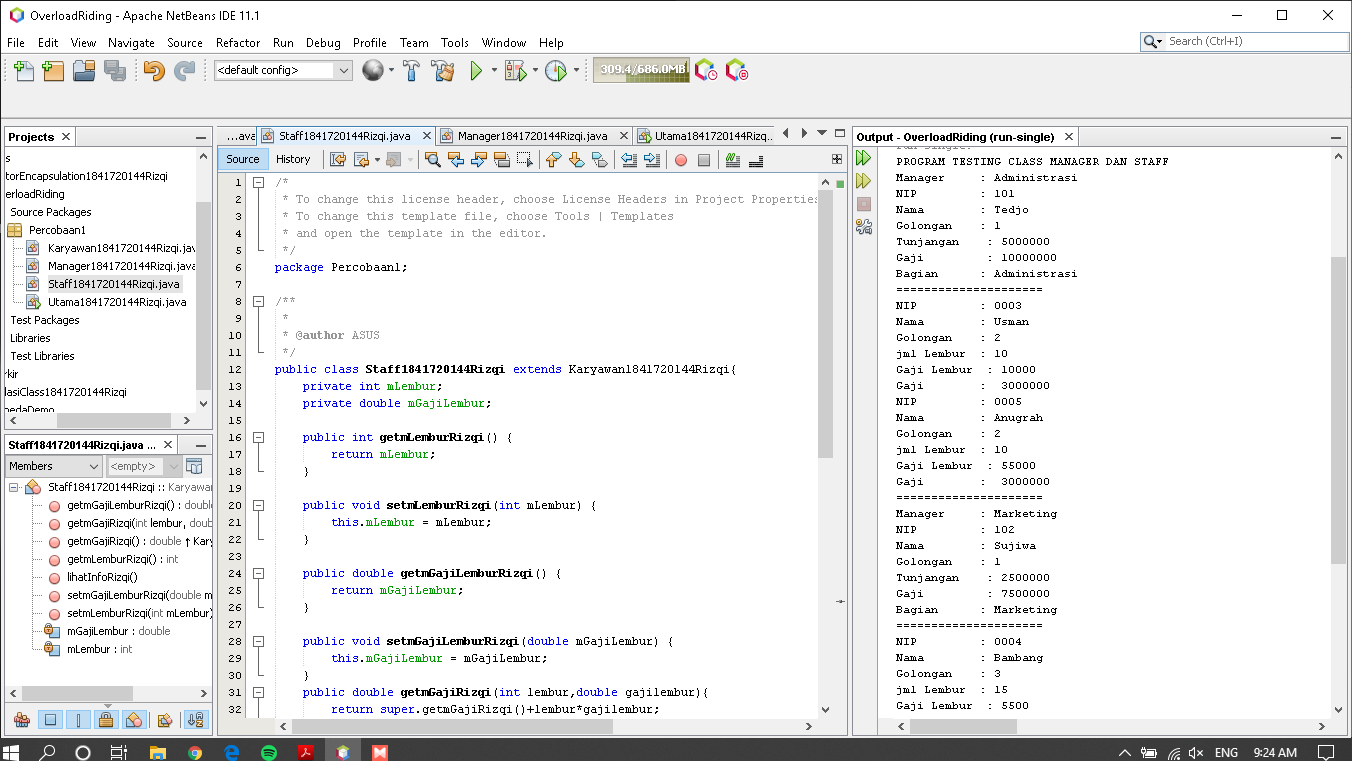 OverloadRiding - Apache NetBeans IDE 11.1
File Edit View Navigate Source Refactor Run Debug Profile Team Tools Window Help
Search (Ctrl+I)
<default config>
309.4/686.0MB
Projects
s
torEncapsulation1841720144Rizqi
erloadRiding
Source Packages
Percobaan1
Karyawan1841720144Rizqi.jav
Manager1841720144Rizqi.java
Staff1841720144Rizqi.java
Utama1841720144Rizqi.java
Test Packages
Libraries
Test Libraries
rkir
lasiClass1841720144Rizqi
pedaDemo
Staff1841720144Rizqi.java ...
Members
<empty>
Staff1841720144Rizqi :: Karyawan
getmGajiLemburRizqi() : double
getmGajiRizqi(int lembur, doub
getmGajiRizqi() : double ↑ Kary
getmLemburRizqi() : int
lihatInfoRizqi()
setmGajiLemburRizqi(double m
setmLemburRizqi(int mLembur)
mGajiLembur : double
mLembur : int
...ava
Staff1841720144Rizqi.java
Manager1841720144Rizqi.java
Utama1841720144Rizq...
Source
History
1 /*
2 * To change this license header, choose License Headers in Project Properties
3 * To change this template file, choose Tools | Templates
4 * and open the template in the editor.
5 */
6 package Percobaan1;
7
8 /**
9 *
10 * @author ASUS
11 */
12 public class Staff1841720144Rizqi extends Karyawan1841720144Rizqi{
13 private int mLembur;
14 private double mGajiLembur;
15
16 public int getmLemburRizqi() {
17 return mLembur;
18 }
19
20 public void setmLemburRizqi(int mLembur) {
21 this.mLembur = mLembur;
22 }
23
24 public double getmGajiLemburRizqi() {
25 return mGajiLembur;
26 }
27
28 public void setmGajiLemburRizqi(double mGajiLembur) {
29 this.mGajiLembur = mGajiLembur;
30 }
31 public double getmGajiRizqi(int lembur,double gajilembur){
32 return super.getmGajiRizqi()+lembur*gajilembur;
Output - OverloadRiding (run-single)
run-single:
PROGRAM TESTING CLASS MANAGER DAN STAFF
Manager : Administrasi
NIP : 101
Nama : Tedjo
Golongan : 1
Tunjangan : 5000000
Gaji : 10000000
Bagian : Administrasi
=====================
NIP : 0003
Nama : Usman
Golongan : 2
jml Lembur : 10
Gaji Lembur : 10000
Gaji : 3000000
NIP : 0005
Nama : Anugrah
Golongan : 2
jml Lembur : 10
Gaji Lembur : 55000
Gaji : 3000000
=====================
Manager : Marketing
NIP : 102
Nama : Sujiwa
Golongan : 1
Tunjangan : 2500000
Gaji : 7500000
Bagian : Marketing
=====================
NIP : 0004
Nama : Bambang
Golongan : 3
jml Lembur : 15
Gaji Lembur : 5500
ENG 9:24 AM